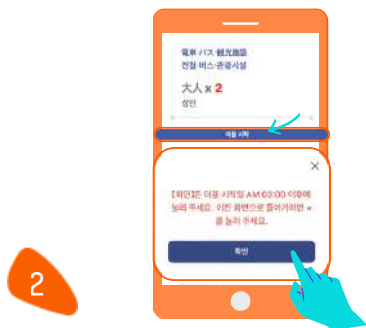 電車 バス·観光施設
전철 버스·관광시설
大人 x 2
성인
이용 시작
×
【확인】은 이용 시작일 AM 03:00 이후에
눌러 주세요. 이전 화면으로 돌아가려면 ×
를 눌러 주세요.
확인
2